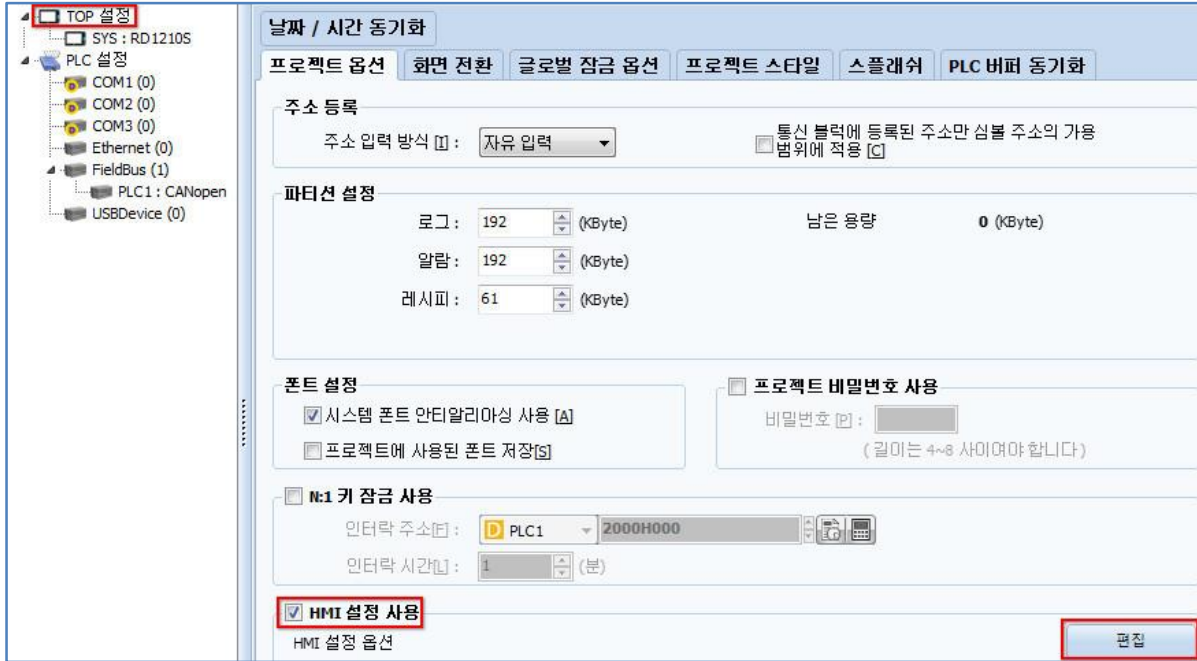 TOP 설정
SYS : RD1210S
PLC 설정
COM1 (0)
COM2 (0)
COM3 (0)
Ethernet (0)
FieldBus (1)
PLC1 : CANopen
USBDevice (0)
날짜 / 시간 동기화
프로젝트 옵션 화면 전환 글로벌 잠금 옵션 프로젝트 스타일 스플래쉬 PLC 버퍼 동기화
주소 등록
주소 입력 방식 [I] : 자유 입력
통신 블럭에 등록된 주소만 심볼 주소의 가용
범위에 적용 [C]
파티션 설정
로그 : 192 (KByte) 남은 용량 0 (KByte)
알람 : 192 (KByte)
레시피 : 61 (KByte)
폰트 설정
시스템 폰트 안티알리아싱 사용 [A]
프로젝트에 사용된 폰트 저장[S]
프로젝트 비밀번호 사용
비밀번호 [P] :
( 길이는 4~8 사이여야 합니다 )
N:1 키 잠금 사용
인터락 주소[F] : D PLC1 2000H000
인터락 시간[L] : 1 (분)
HMI 설정 사용
HMI 설정 옵션 편집